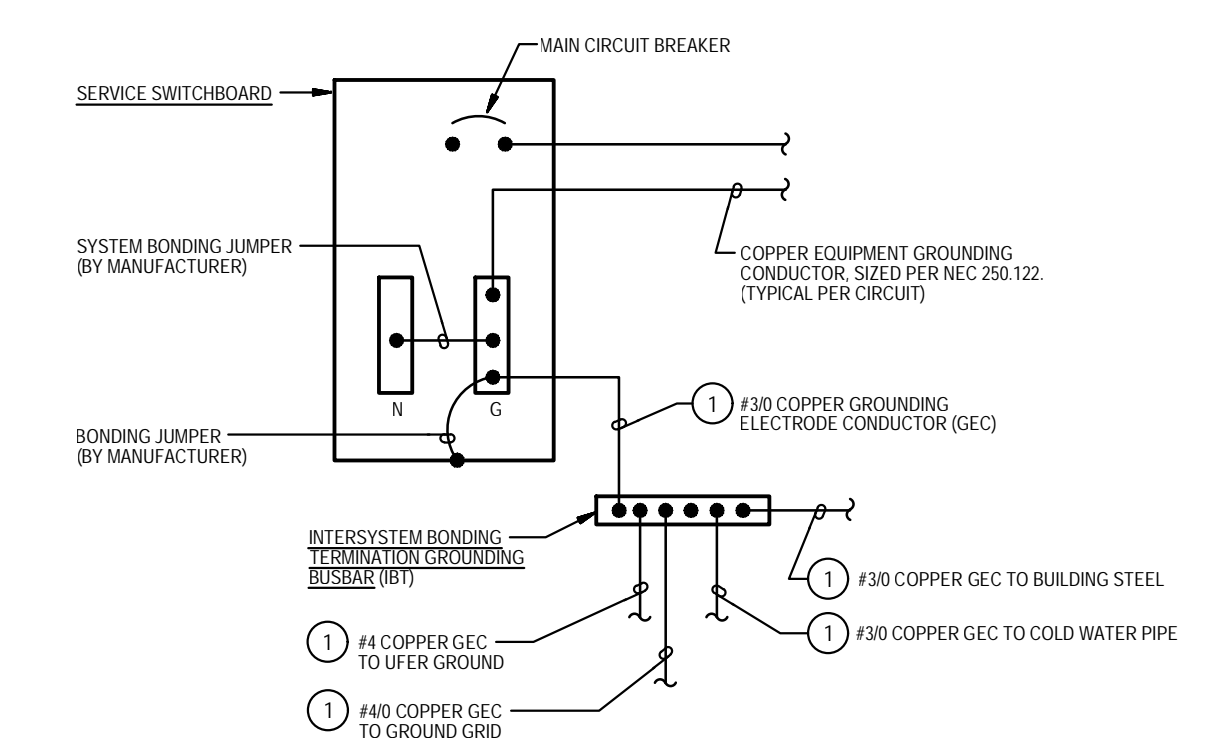 MAIN CIRCUIT BREAKER
SERVICE SWITCHBOARD
SYSTEM BONDING JUMPER
(BY MANUFACTURER)
COPPER EQUIPMENT GROUNDING
CONDUCTOR, SIZED PER NEC 250.122.
(TYPICAL PER CIRCUIT)
N
G
1
#3/0 COPPER GROUNDING
ELECTRODE CONDUCTOR (GEC)
BONDING JUMPER
(BY MANUFACTURER)
INTERSYSTEM BONDING
TERMINATION GROUNDING
BUSBAR (IBT)
1
#3/0 COPPER GEC TO BUILDING STEEL
1
#3/0 COPPER GEC TO COLD WATER PIPE
1
#4 COPPER GEC
TO UFER GROUND
1
#4/0 COPPER GEC
TO GROUND GRID